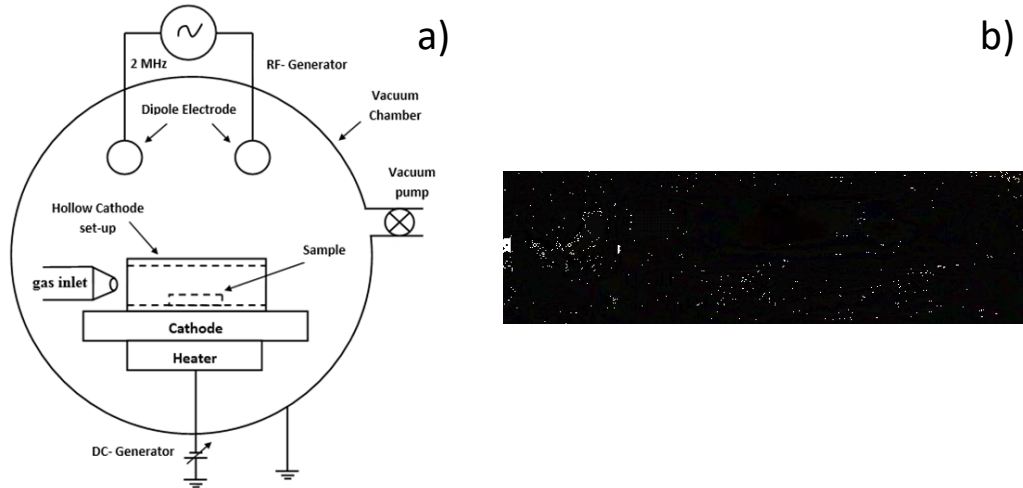 a)
b)
2 MHz
RF- Generator
Dipole Electrode
Vacuum
Chamber
Vacuum
pump
Hollow Cathode
set-up
Sample
gas inlet
Cathode
Heater
DC- Generator